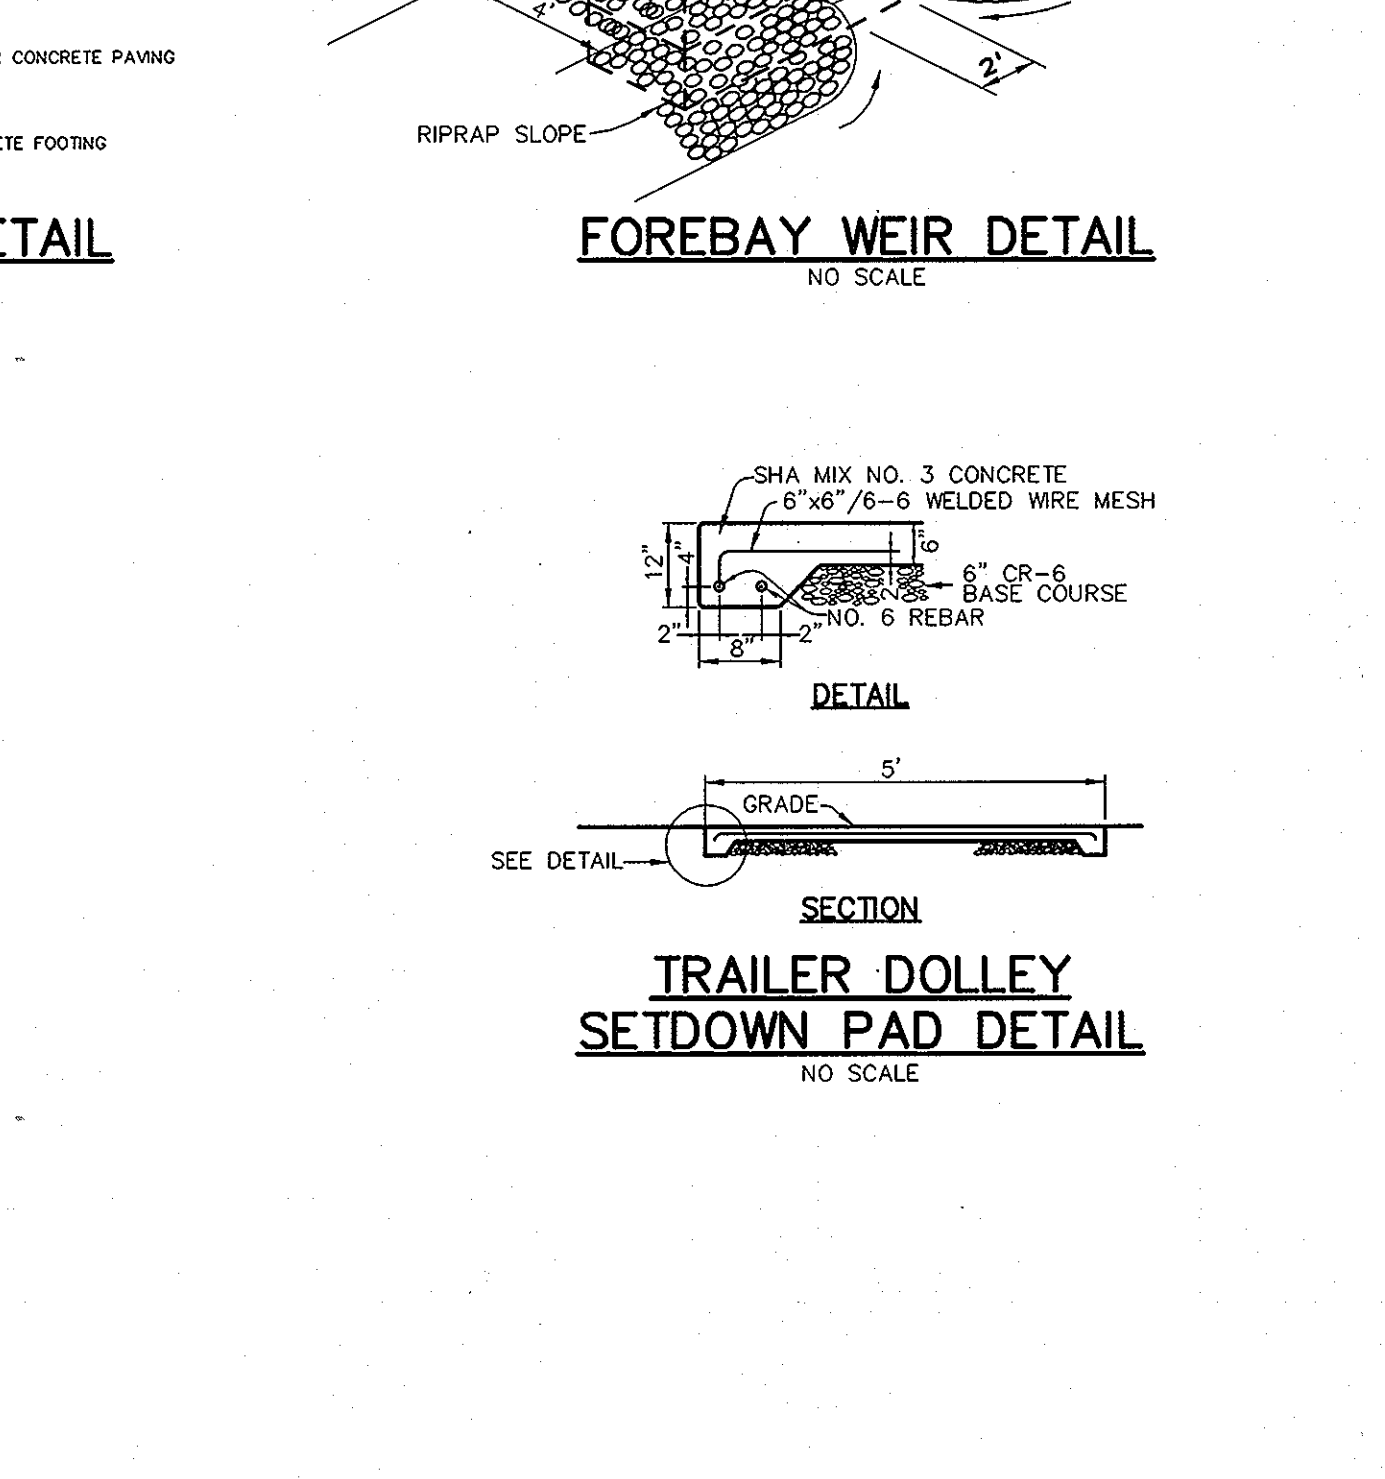 CONCRETE PAVING
FOOTING
4'
2'
RIPRAP SLOPE
FOREBAY WEIR DETAIL
NO SCALE
SHA MIX NO. 3 CONCRETE
6"x6"/6-6 WELDED WIRE MESH
12"
4"
6"
2"
6" CR-6
BASE COURSE
NO. 6 REBAR
2"
2"
8"
DETAIL
5'
GRADE
SEE DETAIL
SECTION
TRAILER DOLLEY
SETDOWN PAD DETAIL
NO SCALE